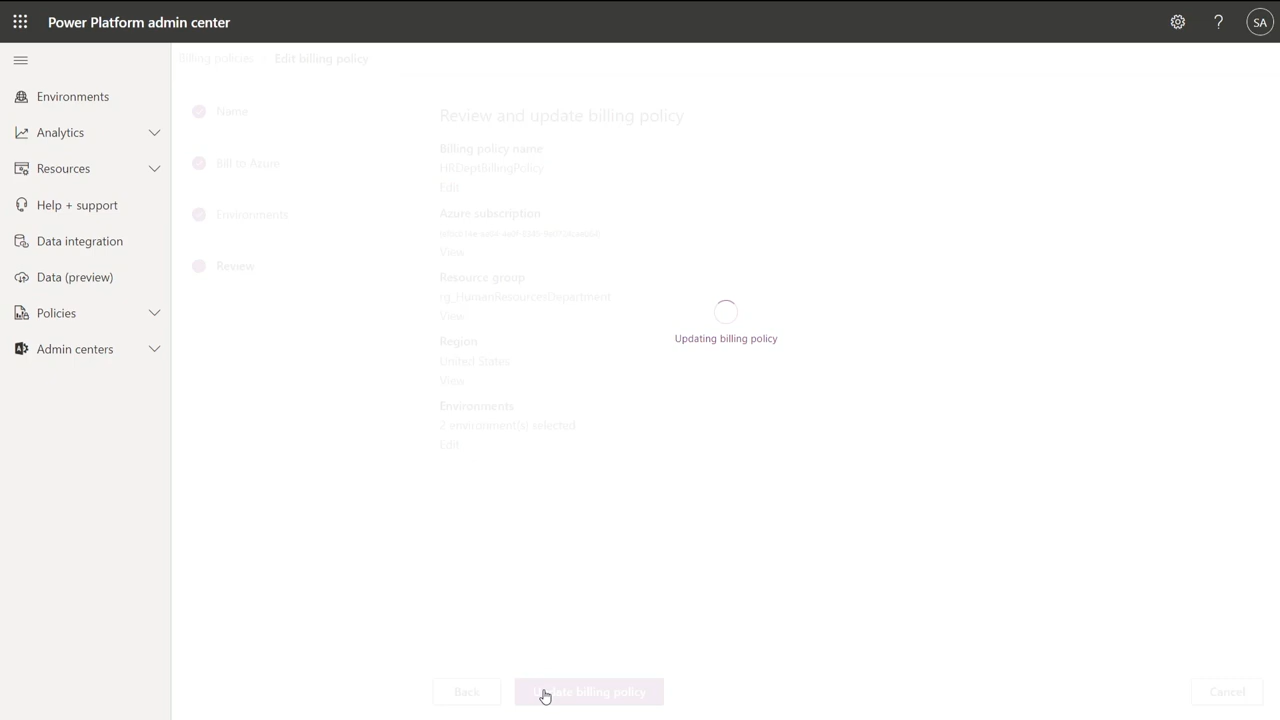 Power Platform admin center
SA
Billing policies
Edit billing policy
Environments
Analytics
Resources
Help + support
Data integration
Data (preview)
Policies
Admin centers
Name
Bill to Azure
Environments
Review
Review and update billing policy
Billing policy name
HRDeptBillingPolicy
Edit
Azure subscription
View
Resource group
rg_HumanResourcesDepartment
View
Region
United States
View
Environments
2 environment(s) selected
Edit
Updating billing policy
Back
Update billing policy
Cancel